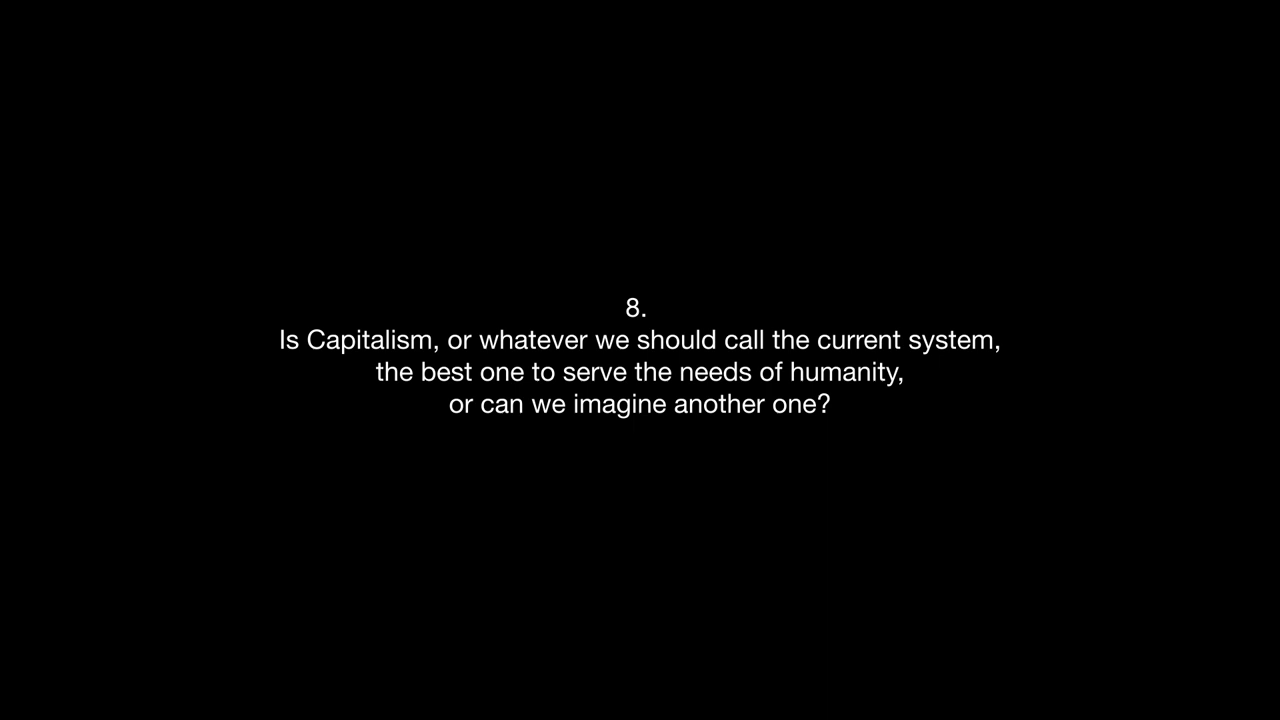 8.
Is Capitalism, or whatever we should call the current system,
the best one to serve the needs of humanity,
or can we imagine another one?